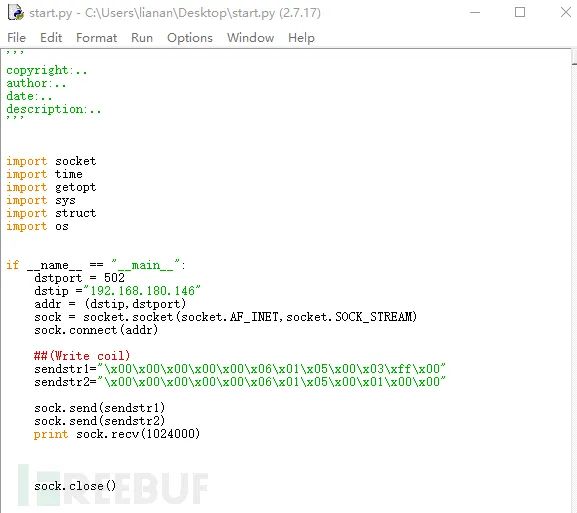 start.py - C:\Users\lianan\Desktop\start.py (2.7.17)
File Edit Format Run Options Window Help
'''
copyright:..
author:..
date:..
description:..
'''
import socket
import time
import getopt
import sys
import struct
import os
if __name__ == "__main__":
    dstport = 502
    dstip ="192.168.180.146"
    addr = (dstip,dstport)
    sock = socket.socket(socket.AF_INET,socket.SOCK_STREAM)
    sock.connect(addr)
    ##(Write coil)
    sendstr1="\x00\x00\x00\x00\x00\x06\x01\x05\x00\x03\xff\x00"
    sendstr2="\x00\x00\x00\x00\x00\x06\x01\x05\x00\x01\x00\x00"
    sock.send(sendstr1)
    sock.send(sendstr2)
    print sock.recv(1024000)
    sock.close()
REEBUF